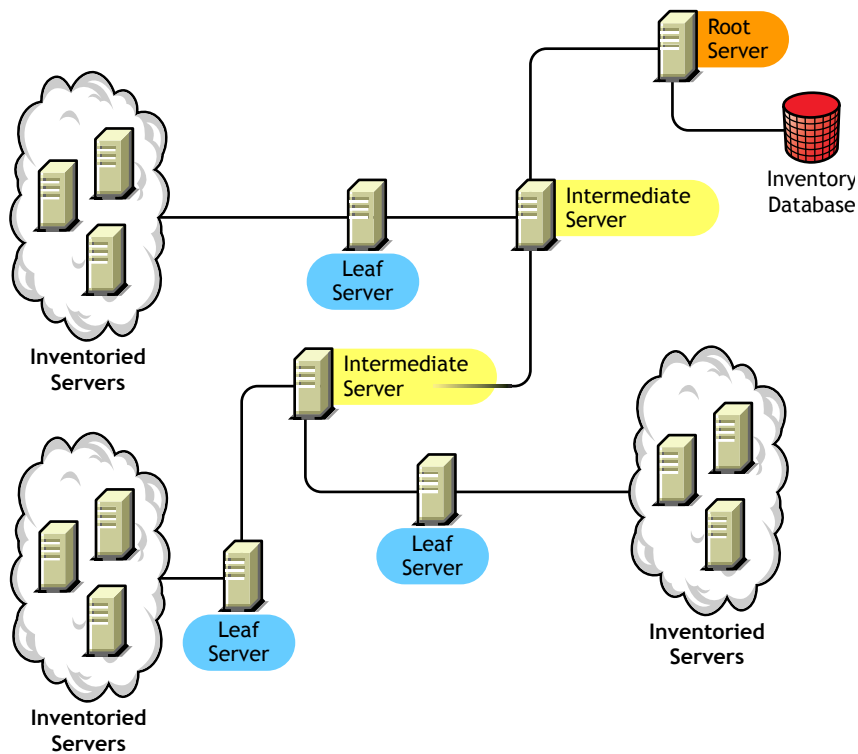 Root
Server
Inventory
Database
Intermediate
Server
Leaf
Server
Inventoried
Servers
Intermediate
Server
Leaf
Server
Leaf
Server
Inventoried
Servers
Inventoried
Servers